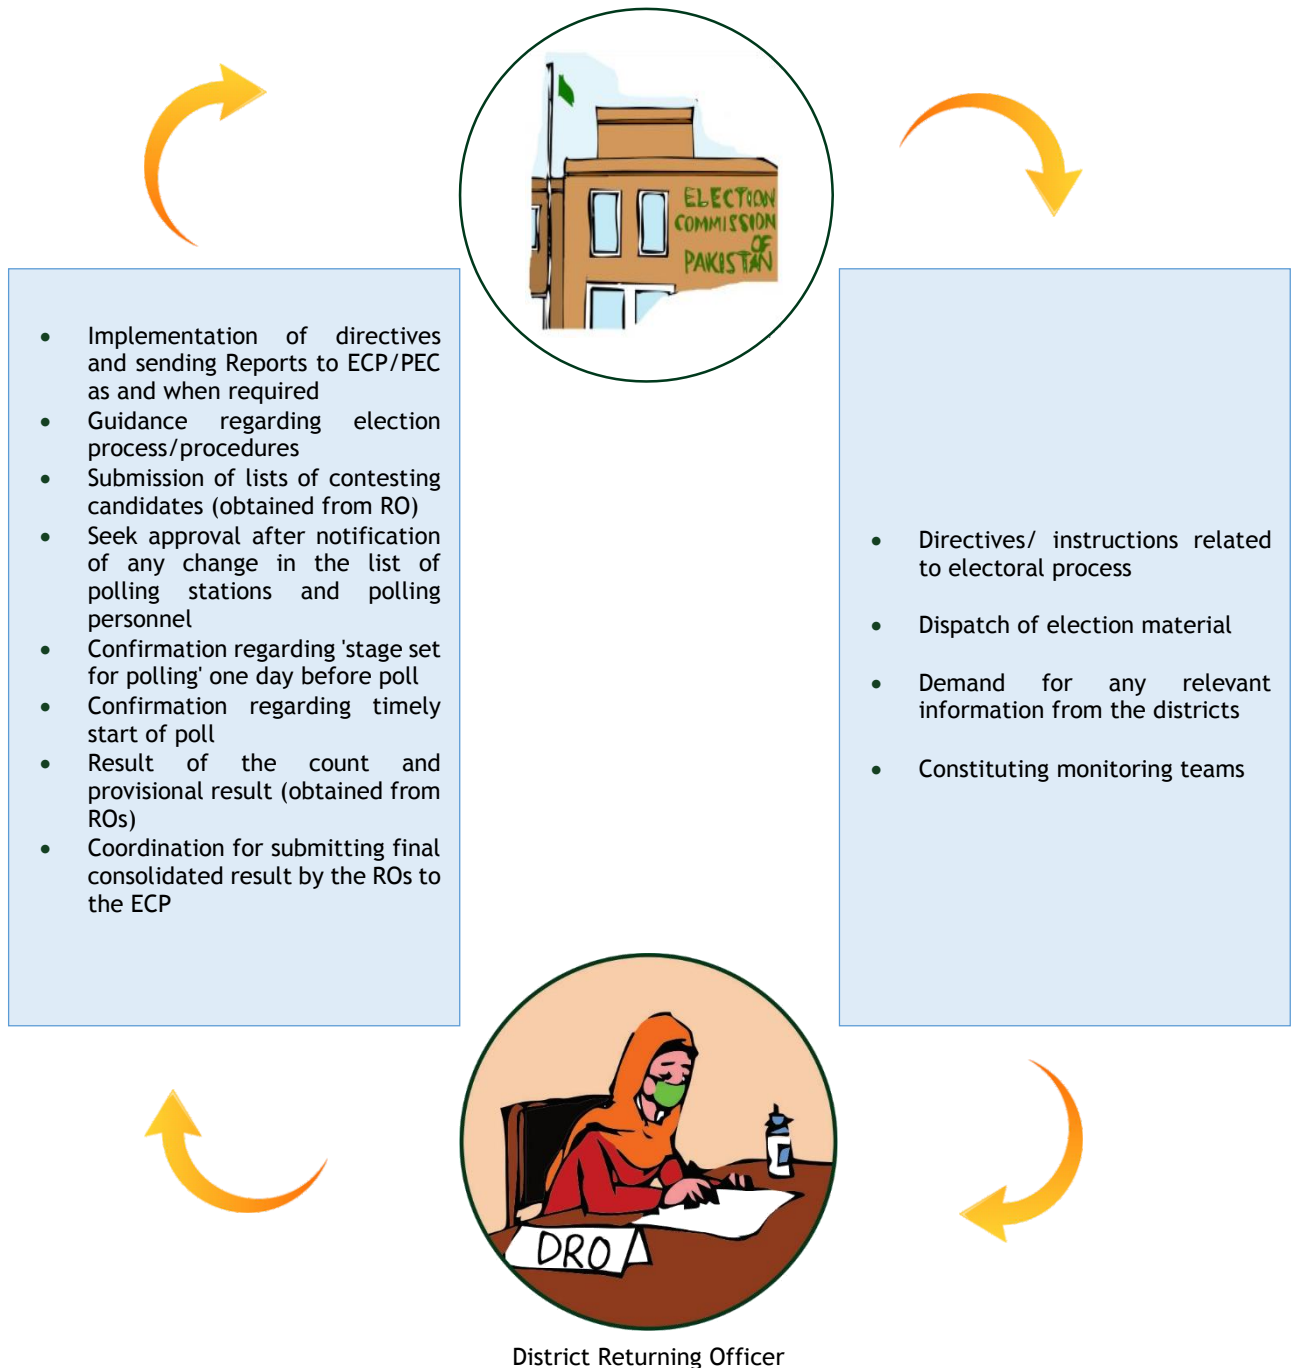 ELECTION
COMMISSION
OF
PAKISTAN
• Implementation of directives
and sending Reports to ECP/PEC
as and when required
• Guidance regarding election
process/procedures
• Submission of lists of contesting
candidates (obtained from RO)
• Seek approval after notification
of any change in the list of
polling stations and polling
personnel
• Confirmation regarding 'stage set
for polling' one day before poll
• Confirmation regarding timely
start of poll
• Result of the count and
provisional result (obtained from
ROs)
• Coordination for submitting final
consolidated result by the ROs to
the ECP
• Directives/ instructions related
to electoral process
• Dispatch of election material
• Demand for any relevant
information from the districts
• Constituting monitoring teams
DRO
District Returning Officer